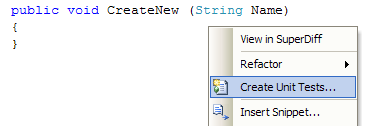 public void CreateNew (String Name)
{
}
View in SuperDiff
Refactor
Create Unit Tests...
Insert Snippet...